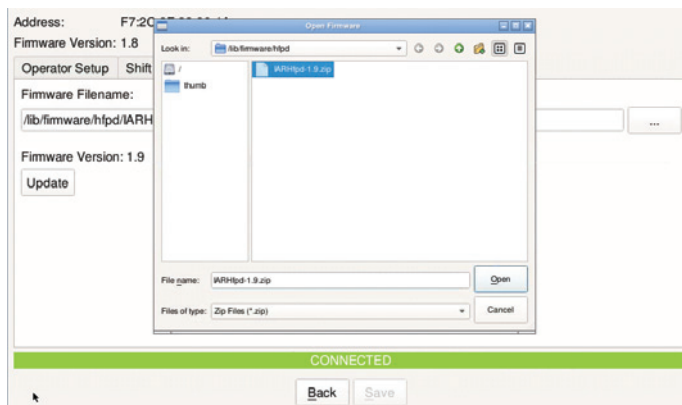 Address: F7:2C
Open Firmware
Firmware Version: 1.8
Look in: /lib/firmware/hfpd
Operator Setup Shift
/
IARHfpd-1.9.zip
thumb
Firmware Filename:
/lib/firmware/hfpd/IARH
...
Firmware Version: 1.9
Update
File name: IARHfpd-1.9.zip
Open
Files of type: Zip Files (*.zip)
Cancel
CONNECTED
Back Save